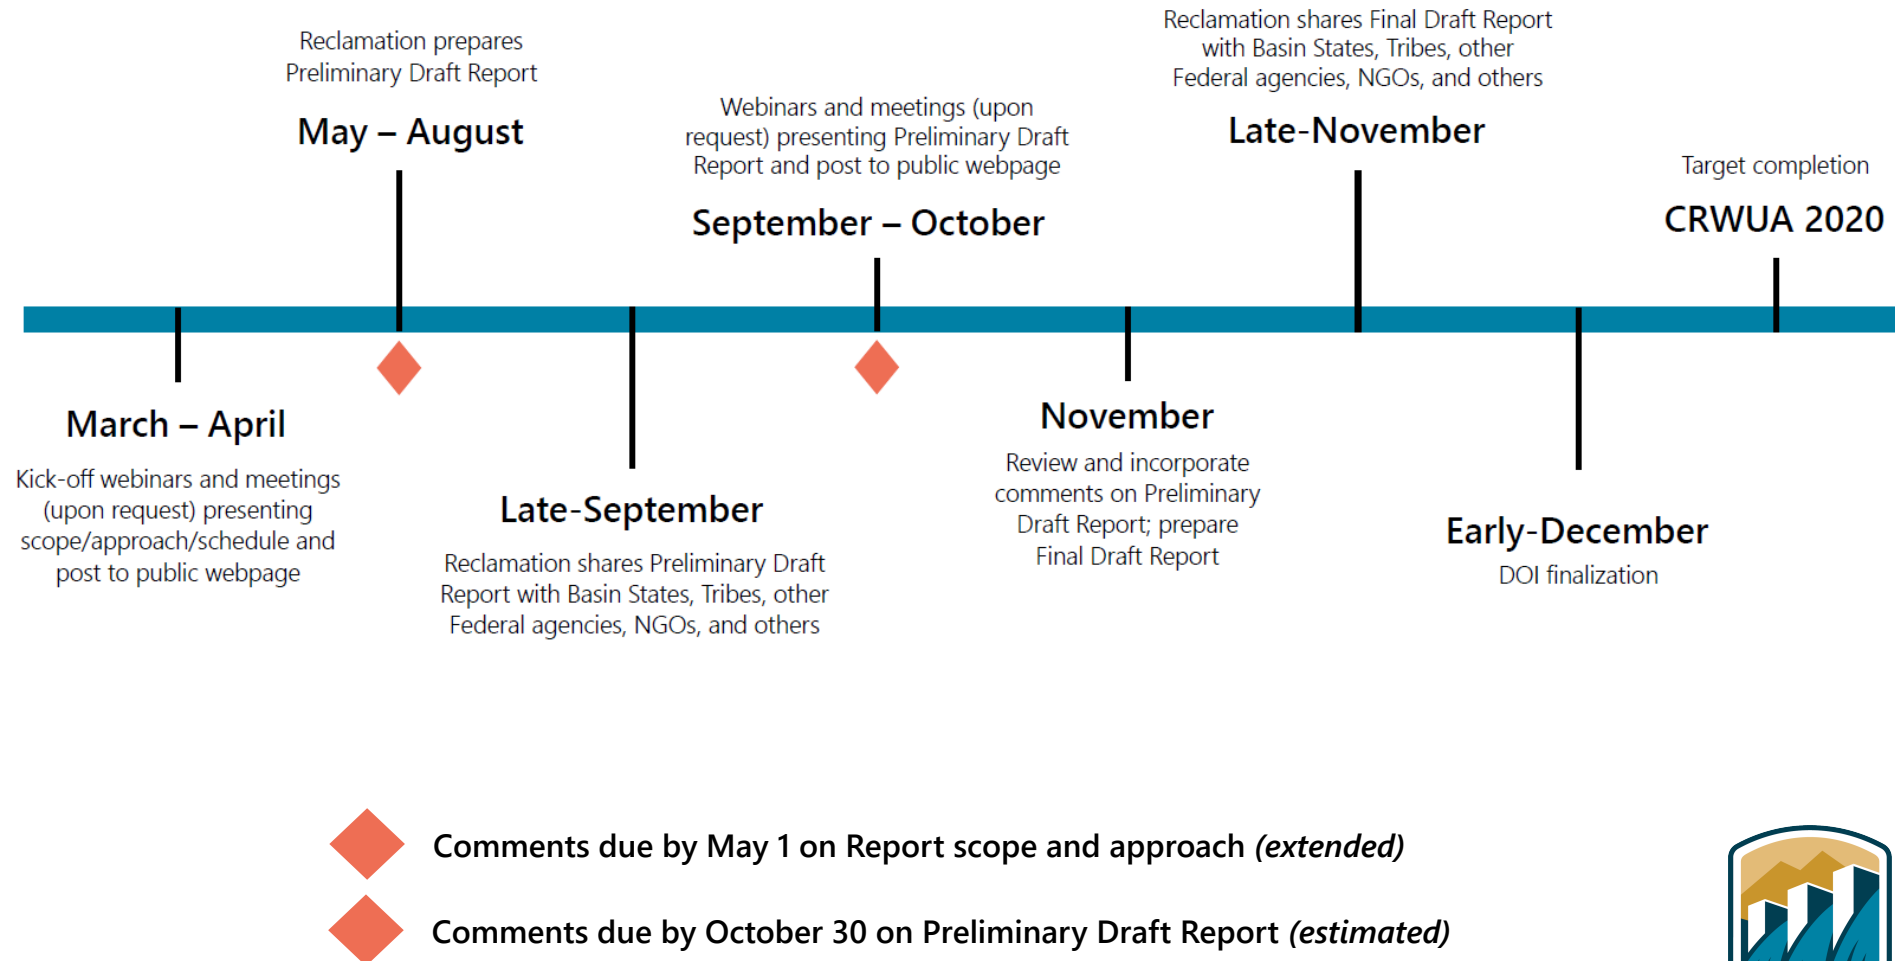 Reclamation prepares
Preliminary Draft Report
May – August
Webinars and meetings (upon
request) presenting Preliminary Draft
Report and post to public webpage
September – October
Reclamation shares Final Draft Report
with Basin States, Tribes, other
Federal agencies, NGOs, and others
Late-November
Target completion
CRWUA 2020
March – April
Kick-off webinars and meetings
(upon request) presenting
scope/approach/schedule and
post to public webpage
Late-September
Reclamation shares Preliminary Draft
Report with Basin States, Tribes, other
Federal agencies, NGOs, and others
November
Review and incorporate
comments on Preliminary
Draft Report; prepare
Final Draft Report
Early-December
DOI finalization
Comments due by May 1 on Report scope and approach (extended)
Comments due by October 30 on Preliminary Draft Report (estimated)